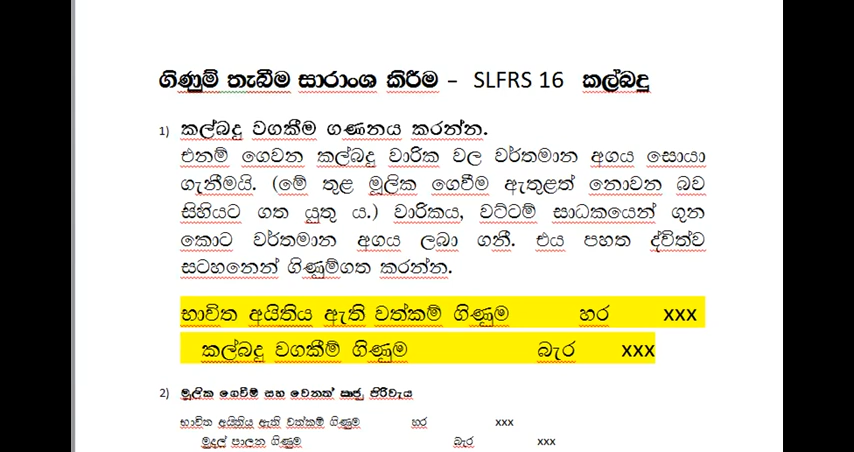 ගිණුම් තැබීම සාරාංශ කිරීම – SLFRS 16 කල්බදු
1) කල්බදු වගකීම ගණනය කරන්න.
එනම් ගෙවන කල්බදු වාරික වල වර්තමාන අගය සොයා
ගැනීමයි. (මේ තුළ මූලික ගෙවීම ඇතුළත් නොවන බව
සිහියට ගත යුතු ය.) වාරිකය, වට්ටම් සාධකයෙන් ගුන
කොට වර්තමාන අගය ලබා ගනී. එය පහත ද්විත්ව
සටහනෙන් ගිණුම්ගත කරන්න.
භාවිත අයිතිය ඇති වත්කම් ගිණුම හර xxx
කල්බදු වගකීම් ගිණුම බැර xxx
2) මූලික ගෙවීම් සහ වෙනත් ඍජු පිරිවැය
භාවිත අයිතිය ඇති වත්කම් ගිණුම හර xxx
මුදල් පාලන ගිණුම බැර xxx